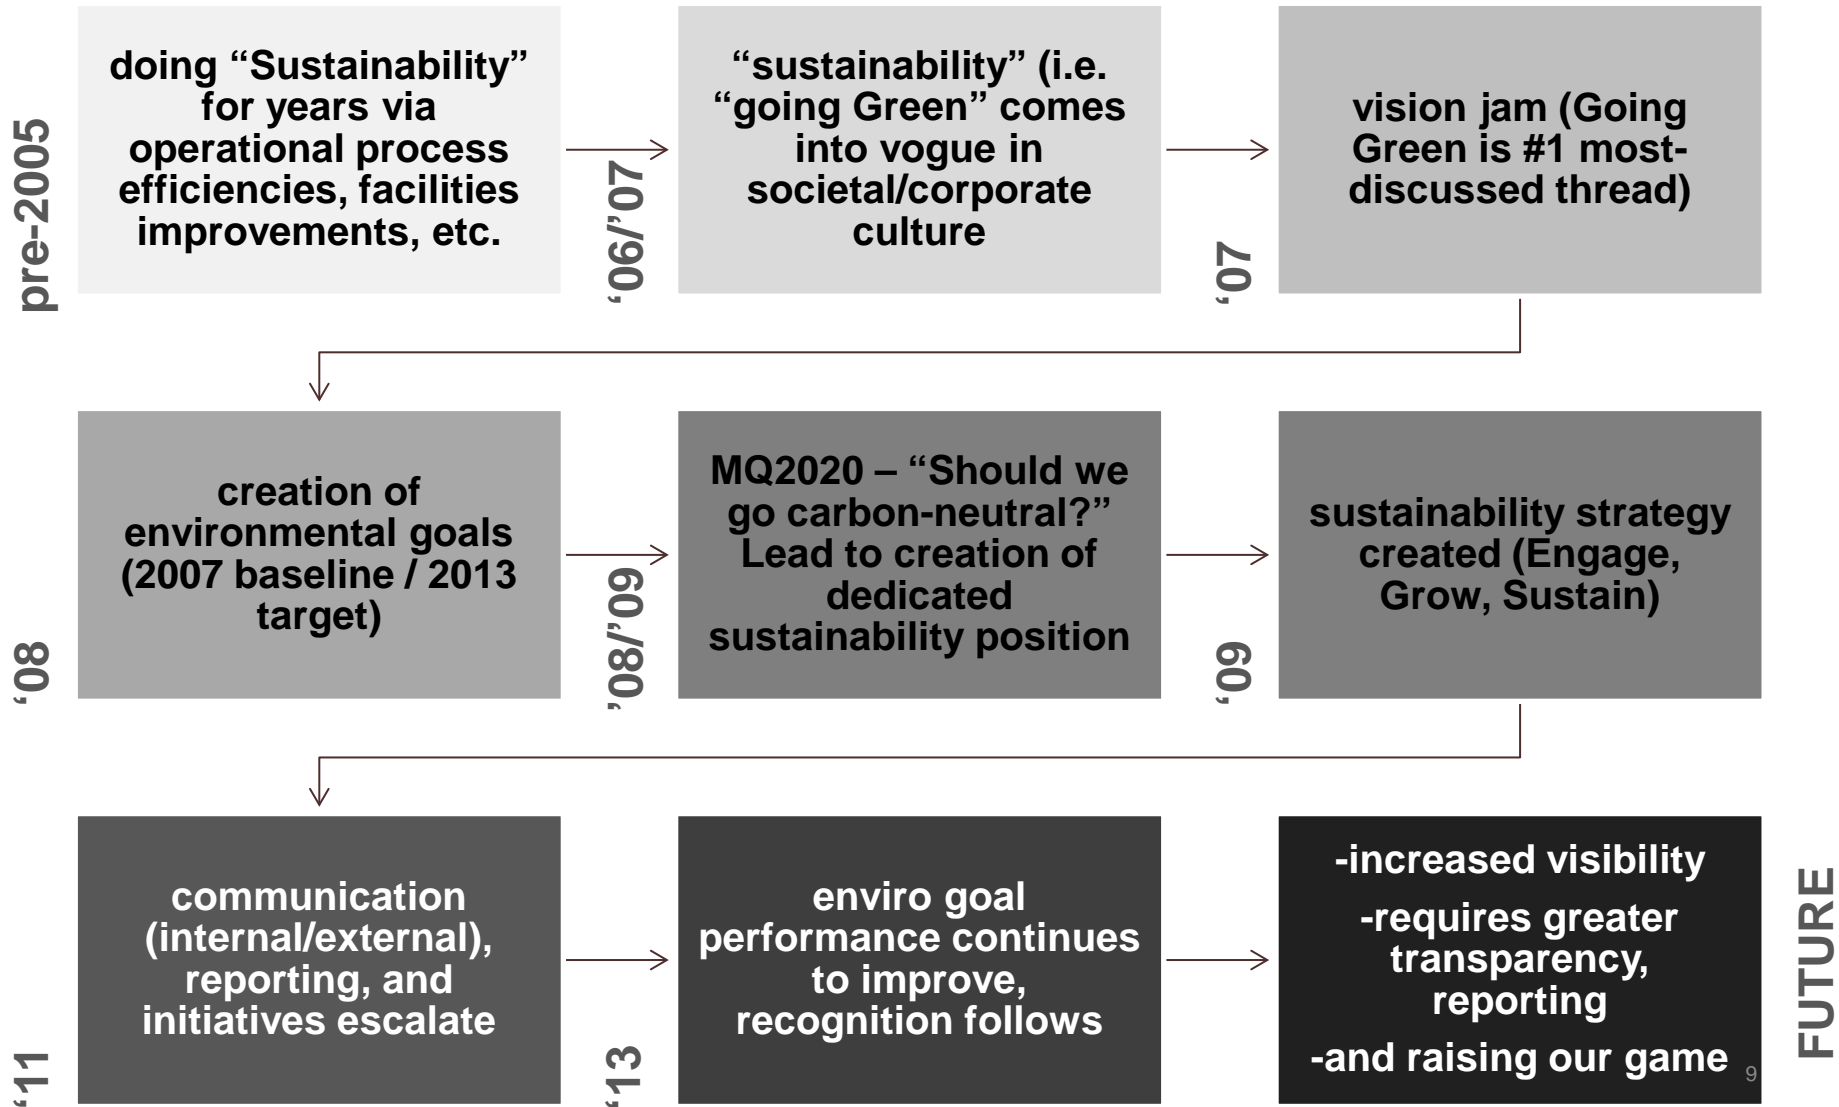 pre-2005
doing “Sustainability”
for years via
operational process
efficiencies, facilities
improvements, etc.
‘06/’07
“sustainability” (i.e.
“going Green” comes
into vogue in
societal/corporate
culture
‘07
vision jam (Going
Green is #1 most-
discussed thread)
‘08
creation of
environmental goals
(2007 baseline / 2013
target)
’08/’09
MQ2020 – “Should we
go carbon-neutral?”
Lead to creation of
dedicated
sustainability position
‘09
sustainability strategy
created (Engage,
Grow, Sustain)
‘11
communication
(internal/external),
reporting, and
initiatives escalate
‘13
enviro goal
performance continues
to improve,
recognition follows
-increased visibility
-requires greater
transparency,
reporting
-and raising our game
FUTURE
9